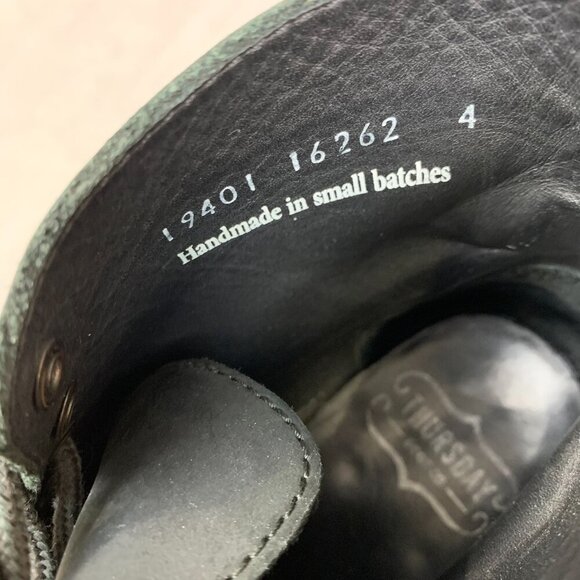 19401 16262 4
Handmade in small batches
THURSDAY